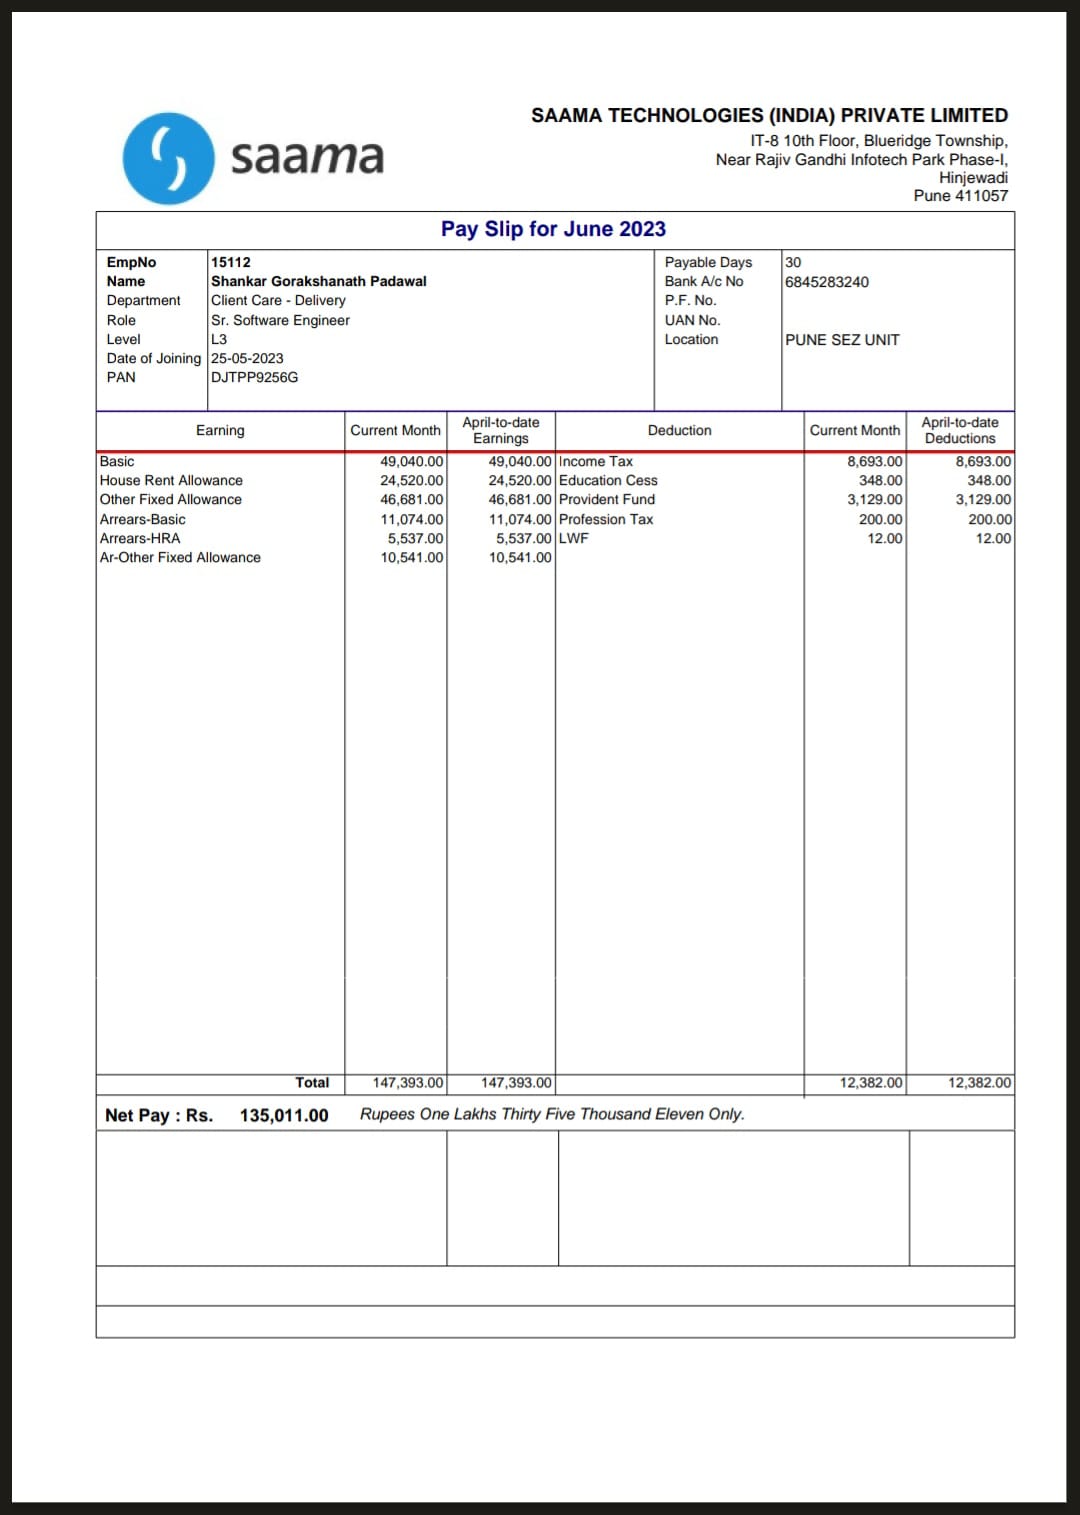 saama
SAAMA TECHNOLOGIES (INDIA) PRIVATE LIMITED
IT-8 10th Floor, Blueridge Township,
Near Rajiv Gandhi Infotech Park Phase-I,
Hinjewadi
Pune 411057
Pay Slip for June 2023
EmpNo 15112 Payable Days 30
Name Shankar Gorakshanath Padawal Bank A/c No 6845283240
Department Client Care - Delivery P.F. No.
Role Sr. Software Engineer UAN No.
Level L3 Location PUNE SEZ UNIT
Date of Joining 25-05-2023
PAN DJTPP9256G
Earning Current Month April-to-date Earnings Deduction Current Month April-to-date Deductions
Basic 49,040.00 49,040.00 Income Tax 8,693.00 8,693.00
House Rent Allowance 24,520.00 24,520.00 Education Cess 348.00 348.00
Other Fixed Allowance 46,681.00 46,681.00 Provident Fund 3,129.00 3,129.00
Arrears-Basic 11,074.00 11,074.00 Profession Tax 200.00 200.00
Arrears-HRA 5,537.00 5,537.00 LWF 12.00 12.00
Ar-Other Fixed Allowance 10,541.00 10,541.00
Total 147,393.00 147,393.00 12,382.00 12,382.00
Net Pay : Rs. 135,011.00 Rupees One Lakhs Thirty Five Thousand Eleven Only.